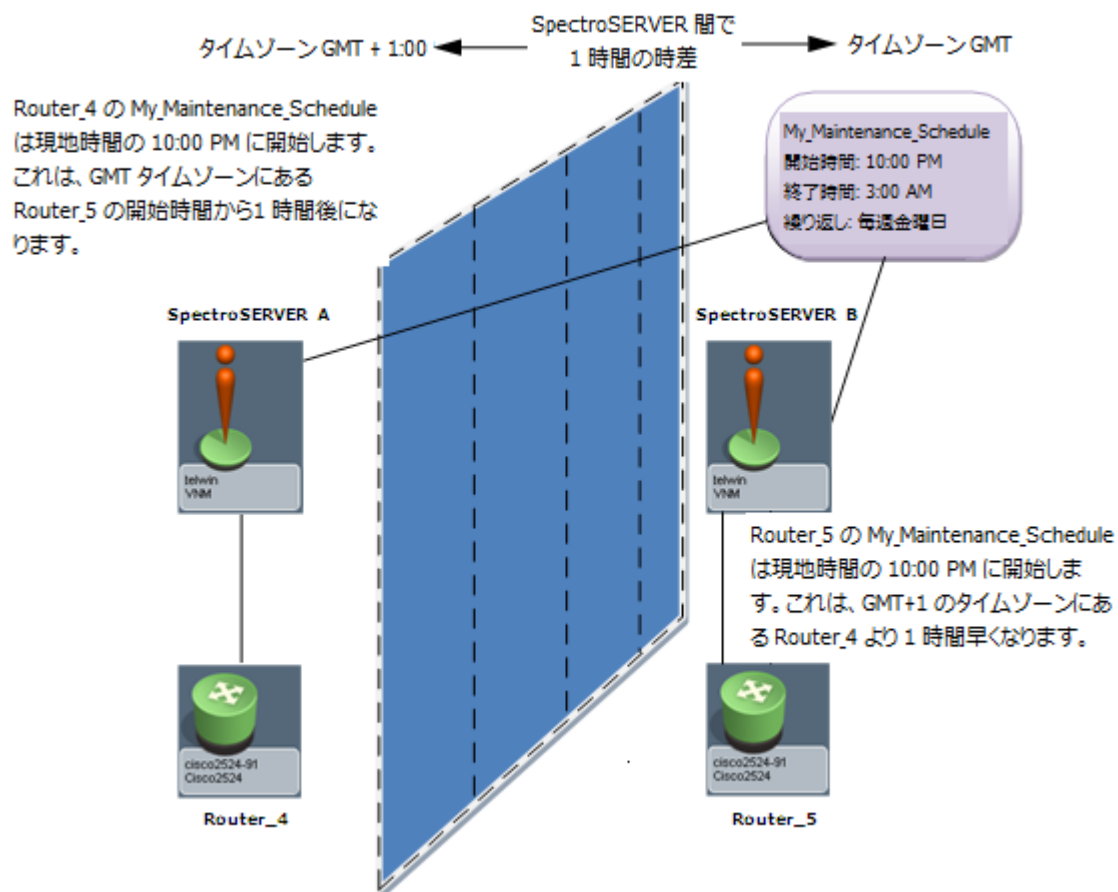 SpectroSERVER 間で
1 時間の時差
タイムゾーン GMT + 1:00
タイムゾーン GMT
Router_4 の My_Maintenance_Schedule
は現地時間の 10:00 PM に開始します。
これは、GMT タイムゾーンにある
Router_5 の開始時間から1 時間後にな
ります。
My_Maintenance_Schedule
開始時間: 10:00 PM
終了時間: 3:00 AM
繰り返し: 毎週金曜日
SpectroSERVER A
SpectroSERVER B
telwin
VNM
telwin
VNM
Router_5 の My_Maintenance_Schedule
は現地時間の 10:00 PM に開始しま
す。これは、GMT+1 のタイムゾーンにあ
る Router_4 より 1 時間早くなります。
cisco2524-91
Cisco2524
cisco2524-91
Cisco2524
Router_4
Router_5